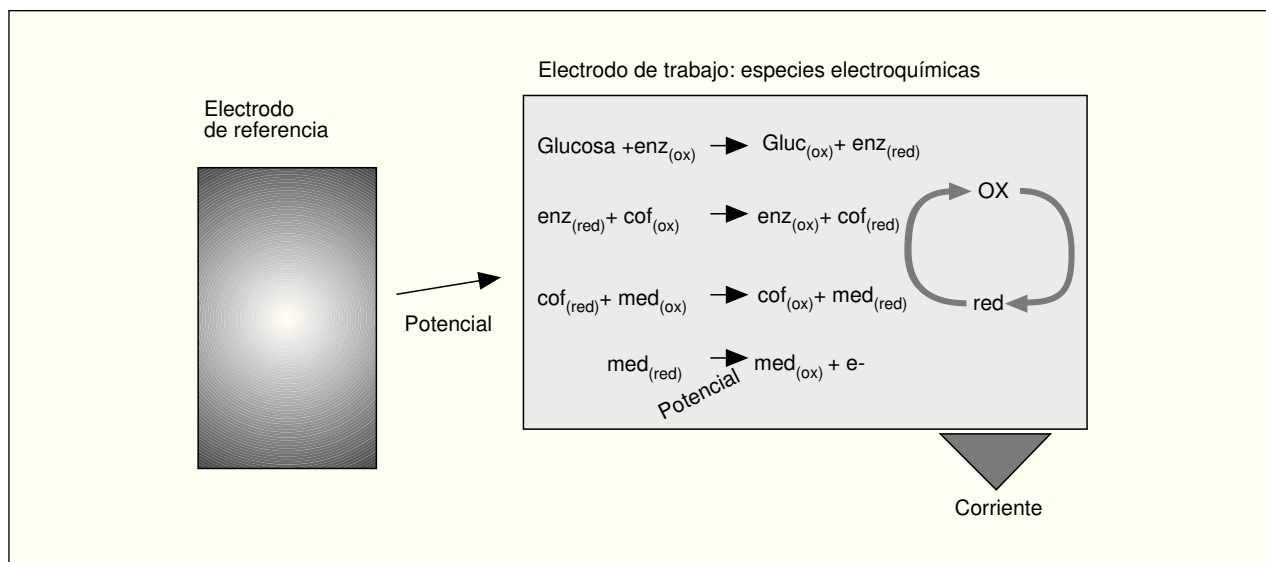 Electrodo de trabajo: especies electroquímicas
Electrodo
de referencia
Glucosa +enz(ox) Gluc(ox)+ enz(red)
OX
enz(red)+ cof(ox) enz(ox)+ cof(red)
cof(red)+ med(ox) cof(ox)+ med(red)
red
Potencial
med(red) med(ox) + e-
Potencial
Corriente